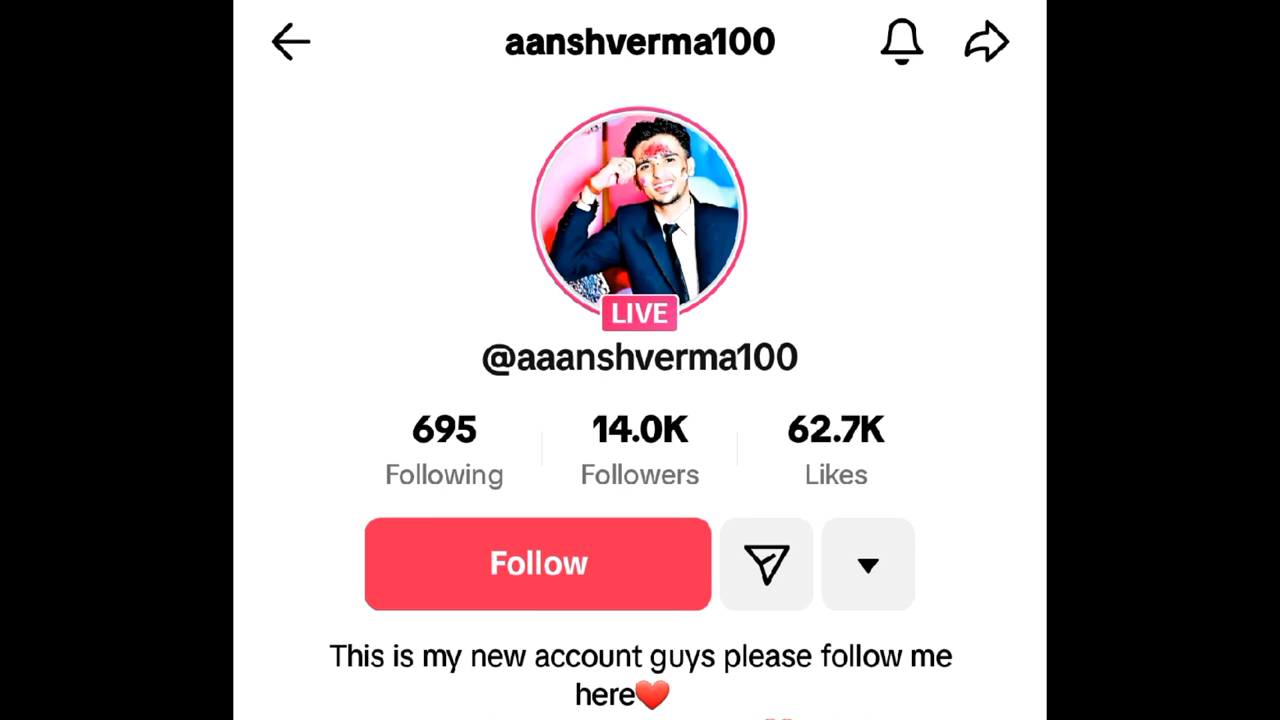 aanshverma100
LIVE
@aaanshverma100
695 14.0K 62.7K
Following Followers Likes
Follow
This is my new account guys please follow me
here❤️